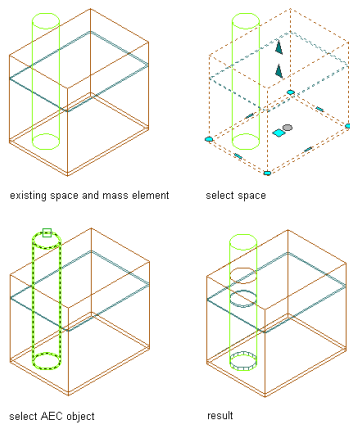 existing space and mass element
select space
select AEC object
result